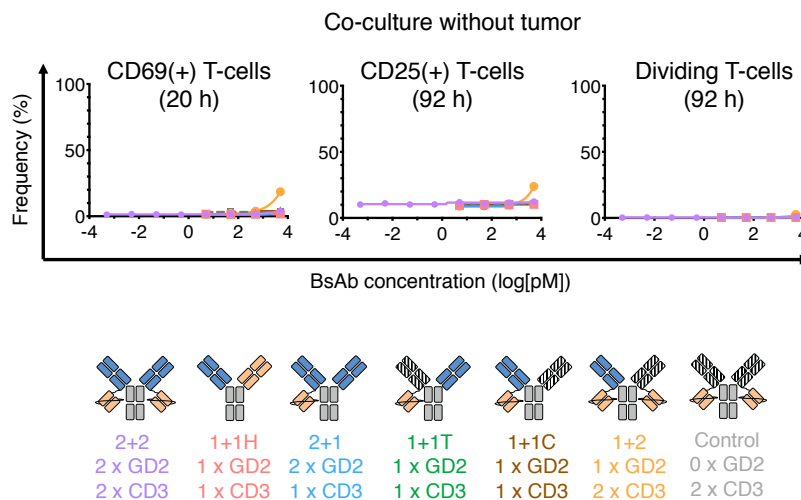 Co-culture without tumor
CD69(+) T-cells
(20 h)
CD25(+) T-cells
(92 h)
Dividing T-cells
(92 h)
Frequency (%)
100
50
0
-4 -2 0 2 4
100
50
0
-4 -2 0 2 4
100
50
0
-4 -2 0 2 4
BsAb concentration (log[pM])
2+2 1+1H 2+1 1+1T 1+1C 1+2 Control
2 x GD2 1 x GD2 2 x GD2 1 x GD2 1 x GD2 1 x GD2 0 x GD2
2 x CD3 1 x CD3 1 x CD3 1 x CD3 1 x CD3 2 x CD3 2 x CD3